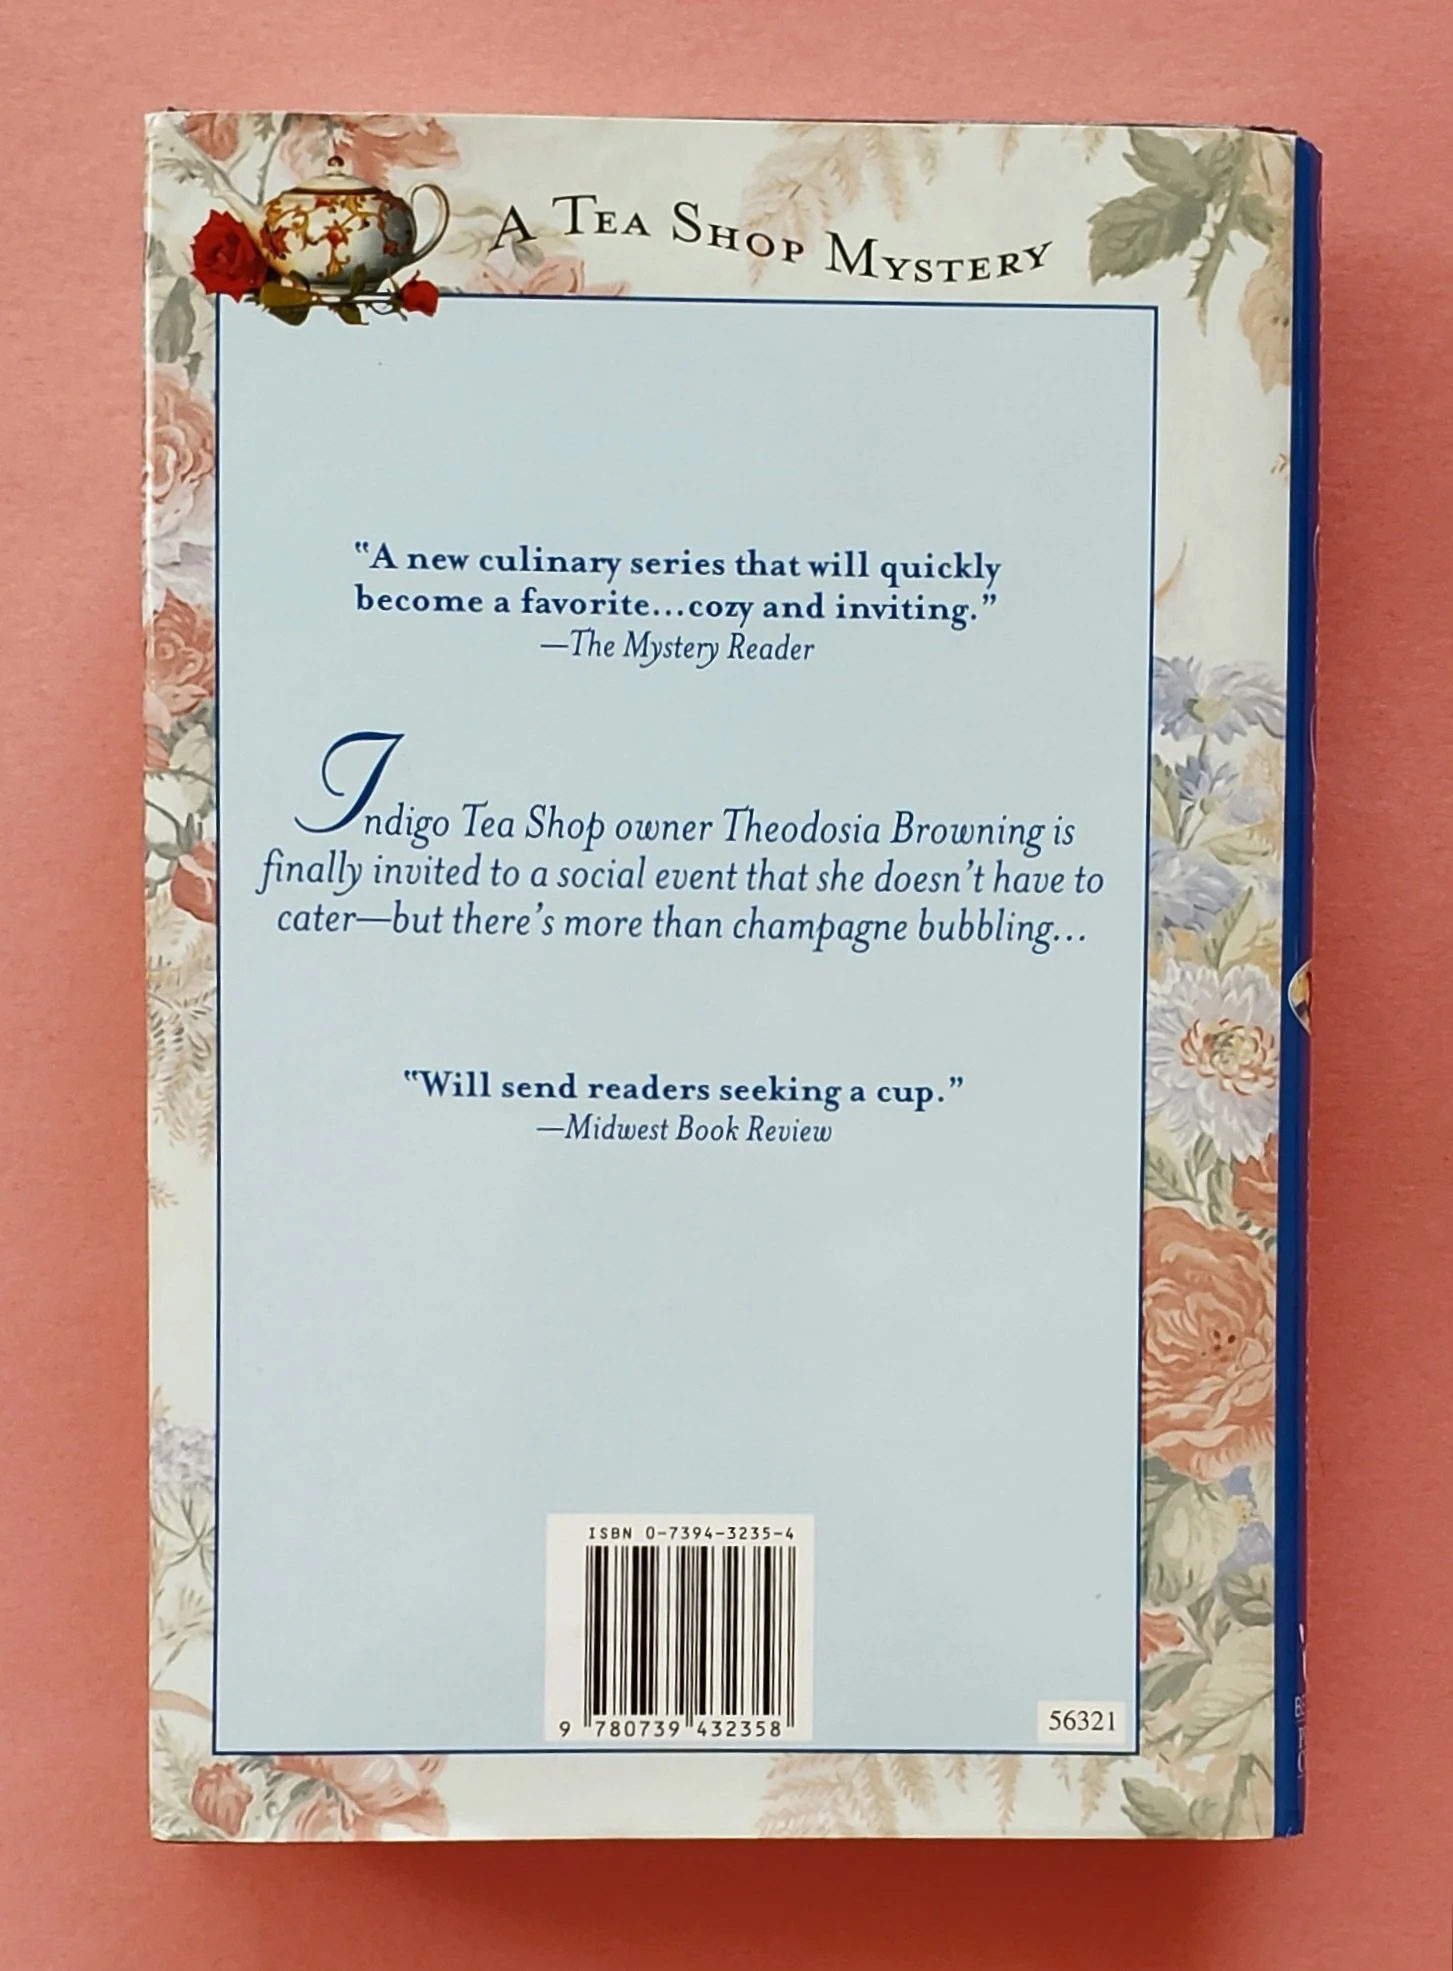 A TEA SHOP MYSTERY
"A new culinary series that will quickly
become a favorite...cozy and inviting."
—The Mystery Reader
Indigo Tea Shop owner Theodosia Browning is
finally invited to a social event that she doesn't have to
cater—but there's more than champagne bubbling...
"Will send readers seeking a cup."
—Midwest Book Review
ISBN 0-7394-3235-4
9 780739 432358
56321